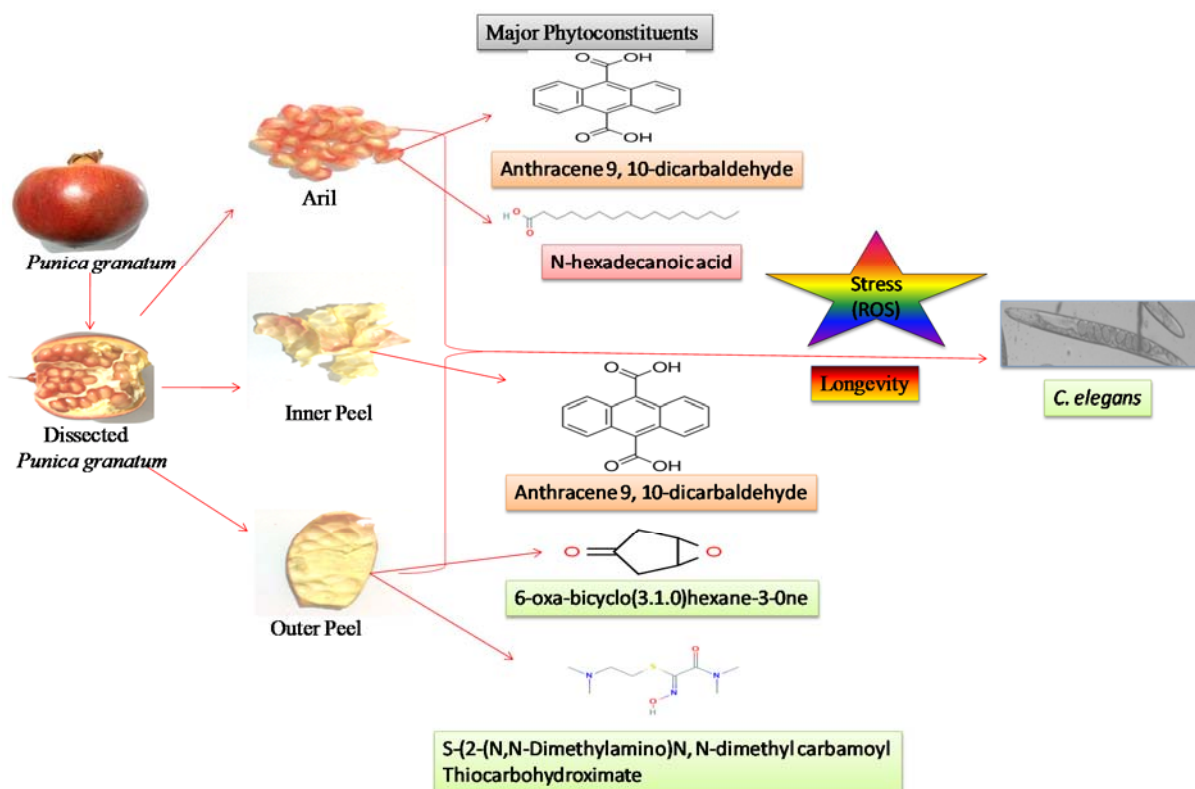 Major Phytoconstituents
O
OH
O
OH
Anthracene 9, 10-dicarbaldehyde
Aril
H
O
O
N-hexadecanoic acid
Punica granatum
Stress
(ROS)
Longevity
C. elegans
Inner Peel
O
OH
O
OH
Anthracene 9, 10-dicarbaldehyde
Dissected
Punica granatum
O
O
6-oxa-bicyclo(3.1.0)hexane-3-0ne
Outer Peel
N
S
O
N
N
O
H
S-(2-(N,N-Dimethylamino)N, N-dimethyl carbamoyl
Thiocarbohydroximate